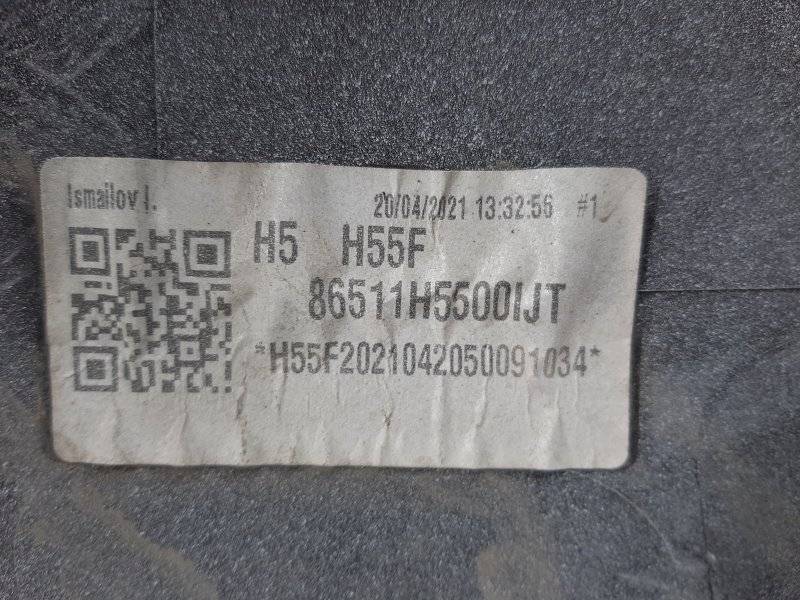 Ismailov I.
20/04/2021 13:32:56 #1
H5 H55F
86511H5500IJT
*H55F2021042050091034*